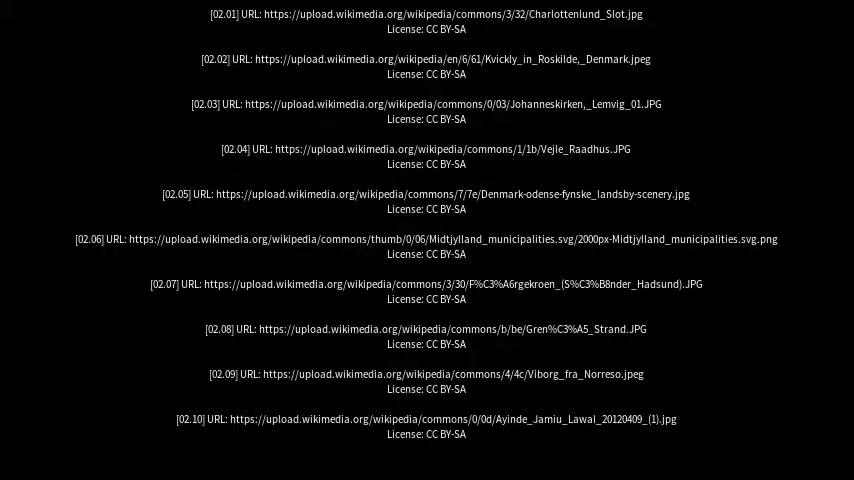 [02.01] URL: https://upload.wikimedia.org/wikipedia/commons/3/32/Charlottenlund_Slot.jpg
License: CC BY-SA
[02.02] URL: https://upload.wikimedia.org/wikipedia/en/6/61/Kvickly_in_Roskilde,_Denmark.jpeg
License: CC BY-SA
[02.03] URL: https://upload.wikimedia.org/wikipedia/commons/0/03/Johanneskirken,_Lemvig_01.JPG
License: CC BY-SA
[02.04] URL: https://upload.wikimedia.org/wikipedia/commons/1/1b/Vejle_Raadhus.JPG
License: CC BY-SA
[02.05] URL: https://upload.wikimedia.org/wikipedia/commons/7/7e/Denmark-odense-fynske_landsby-scenery.jpg
License: CC BY-SA
[02.06] URL: https://upload.wikimedia.org/wikipedia/commons/thumb/0/06/Midtjylland_municipalities.svg/2000px-Midtjylland_municipalities.svg.png
License: CC BY-SA
[02.07] URL: https://upload.wikimedia.org/wikipedia/commons/3/30/F%C3%A6rgekroen_(S%C3%B8nder_Hadsund).JPG
License: CC BY-SA
[02.08] URL: https://upload.wikimedia.org/wikipedia/commons/b/be/Gren%C3%A5_Strand.JPG
License: CC BY-SA
[02.09] URL: https://upload.wikimedia.org/wikipedia/commons/4/4c/Viborg_fra_Norreso.jpeg
License: CC BY-SA
[02.10] URL: https://upload.wikimedia.org/wikipedia/commons/0/0d/Ayinde_Jamiu_Lawal_20120409_(1).jpg
License: CC BY-SA